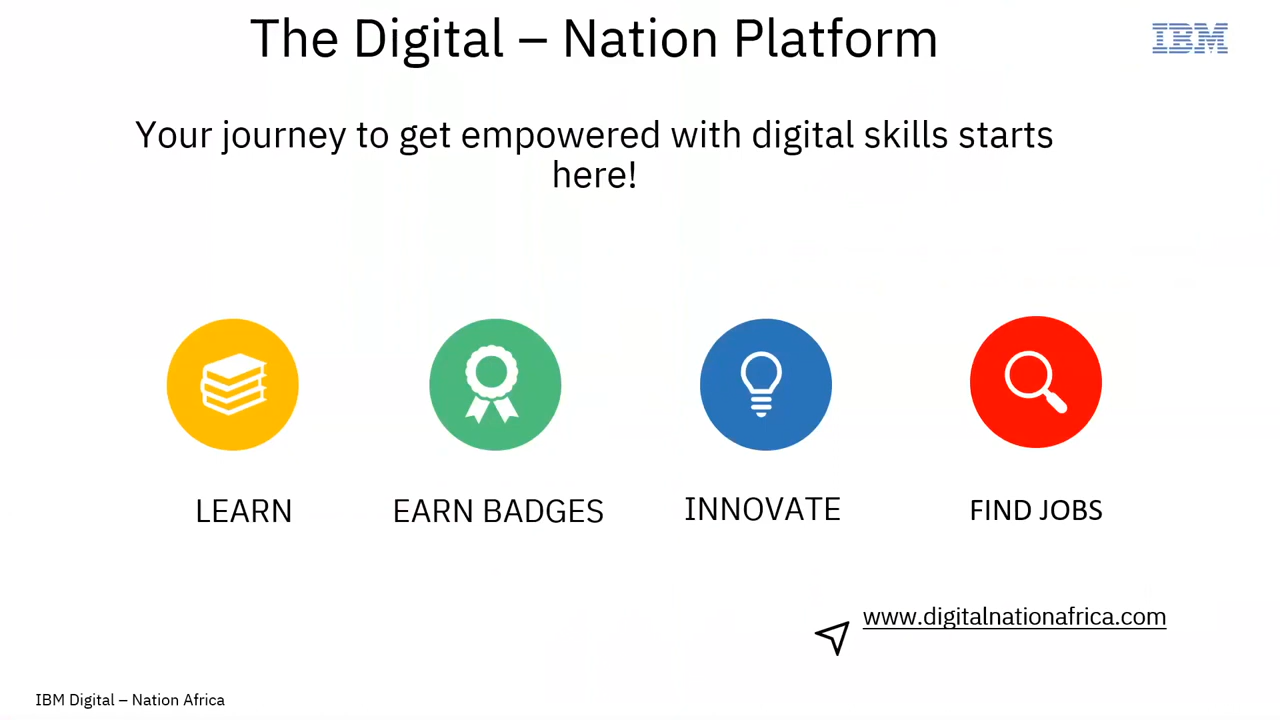 The Digital – Nation Platform
IBM
Your journey to get empowered with digital skills starts
here!
LEARN
EARN BADGES
INNOVATE
FIND JOBS
www.digitalnationafrica.com
IBM Digital – Nation Africa